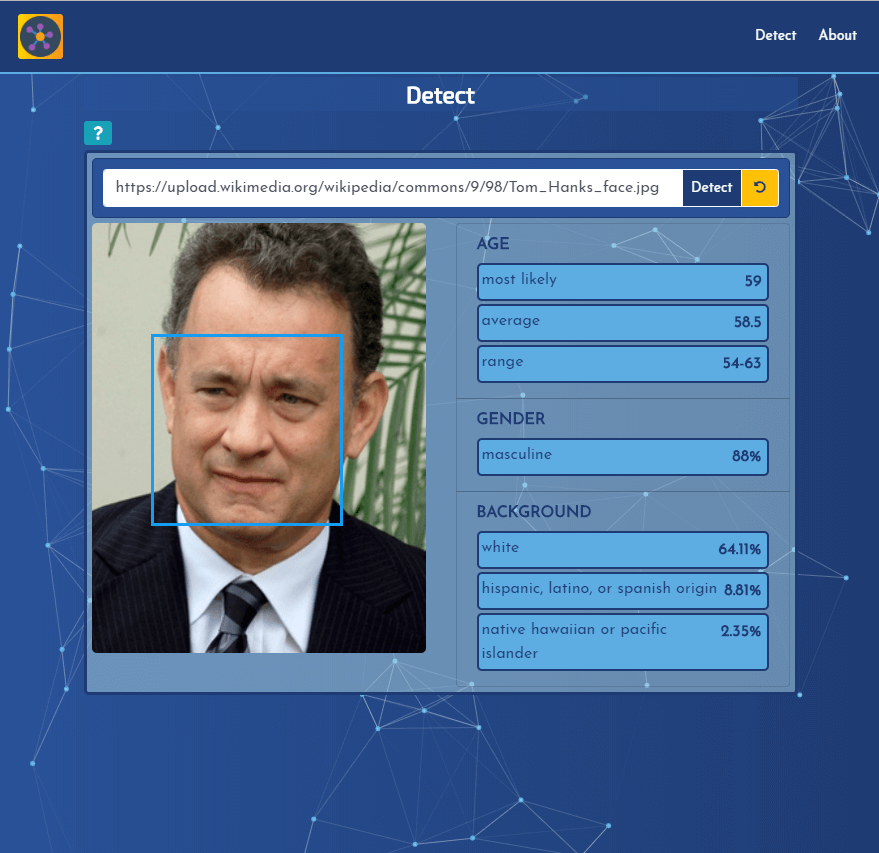 Detect About
Detect
?
https://upload.wikimedia.org/wikipedia/commons/9/98/Tom_Hanks_face.jpg Detect
AGE
most likely 59
average 58.5
range 54-63
GENDER
masculine 88%
BACKGROUND
white 64.11%
hispanic, latino, or spanish origin 8.81%
native hawaiian or pacific 2.35%
islander